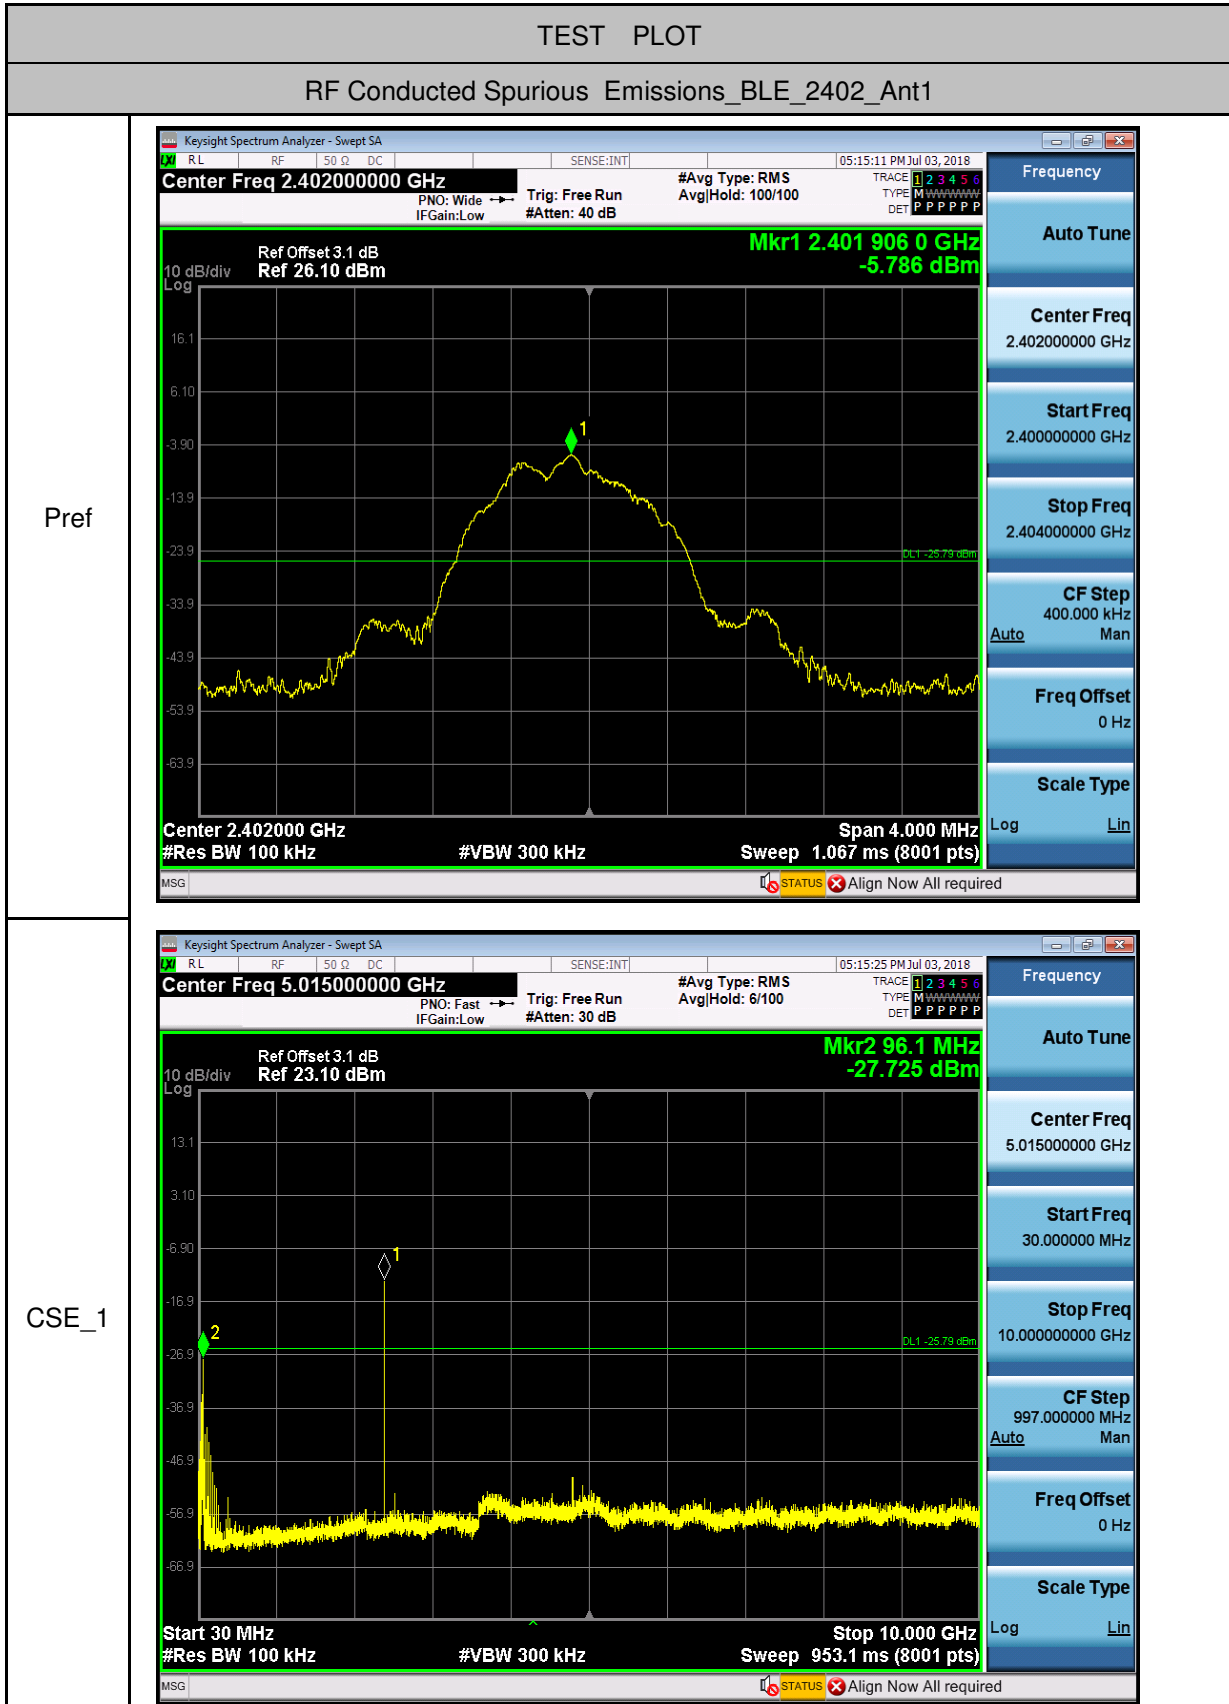 TEST PLOT
RF Conducted Spurious Emissions_BLE_2402_Ant1
Pref
Keysight Spectrum Analyzer - Swept SA
LXI RL RF 50 Ω DC SENSE:INT 05:15:11 PM Jul 03, 2018
Center Freq 2.402000000 GHz
PNO: Wide
IFGain:Low
Trig: Free Run
#Atten: 40 dB
#Avg Type: RMS
Avg|Hold: 100/100
TRACE 1 2 3 4 5 6
TYPE M WWWWW
DET P P P P P P
Mkr1 2.401 906 0 GHz
-5.786 dBm
Ref Offset 3.1 dB
10 dB/div Ref 26.10 dBm
Log
16.1
6.10
-3.90
-13.9
-23.9
-33.9
-43.9
-53.9
-63.9
1
DL1 -25.79 dBm
Center 2.402000 GHz Span 4.000 MHz
#Res BW 100 kHz #VBW 300 kHz Sweep 1.067 ms (8001 pts)
MSG STATUS Align Now All required
Frequency
Auto Tune
Center Freq
2.402000000 GHz
Start Freq
2.400000000 GHz
Stop Freq
2.404000000 GHz
CF Step
400.000 kHz
Auto Man
Freq Offset
0 Hz
Scale Type
Log Lin
CSE_1
Keysight Spectrum Analyzer - Swept SA
LXI RL RF 50 Ω DC SENSE:INT 05:15:25 PM Jul 03, 2018
Center Freq 5.015000000 GHz
PNO: Fast
IFGain:Low
Trig: Free Run
#Atten: 30 dB
#Avg Type: RMS
Avg|Hold: 6/100
TRACE 1 2 3 4 5 6
TYPE M WWWWW
DET P P P P P P
Mkr2 96.1 MHz
-27.725 dBm
Ref Offset 3.1 dB
10 dB/div Ref 23.10 dBm
Log
13.1
3.10
-6.90
-16.9
-26.9
-36.9
-46.9
-56.9
-66.9
1
2
DL1 -25.79 dBm
Start 30 MHz Stop 10.000 GHz
#Res BW 100 kHz #VBW 300 kHz Sweep 953.1 ms (8001 pts)
MSG STATUS Align Now All required
Frequency
Auto Tune
Center Freq
5.015000000 GHz
Start Freq
30.000000 MHz
Stop Freq
10.000000000 GHz
CF Step
997.000000 MHz
Auto Man
Freq Offset
0 Hz
Scale Type
Log Lin